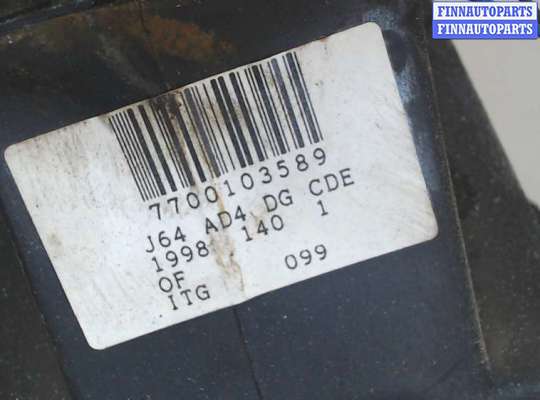 FINNAUTOPARTS
FINNAUTOPARTS
7700103589
J64 AD4 DG CDE
1998 140 1
OF
ITG 099